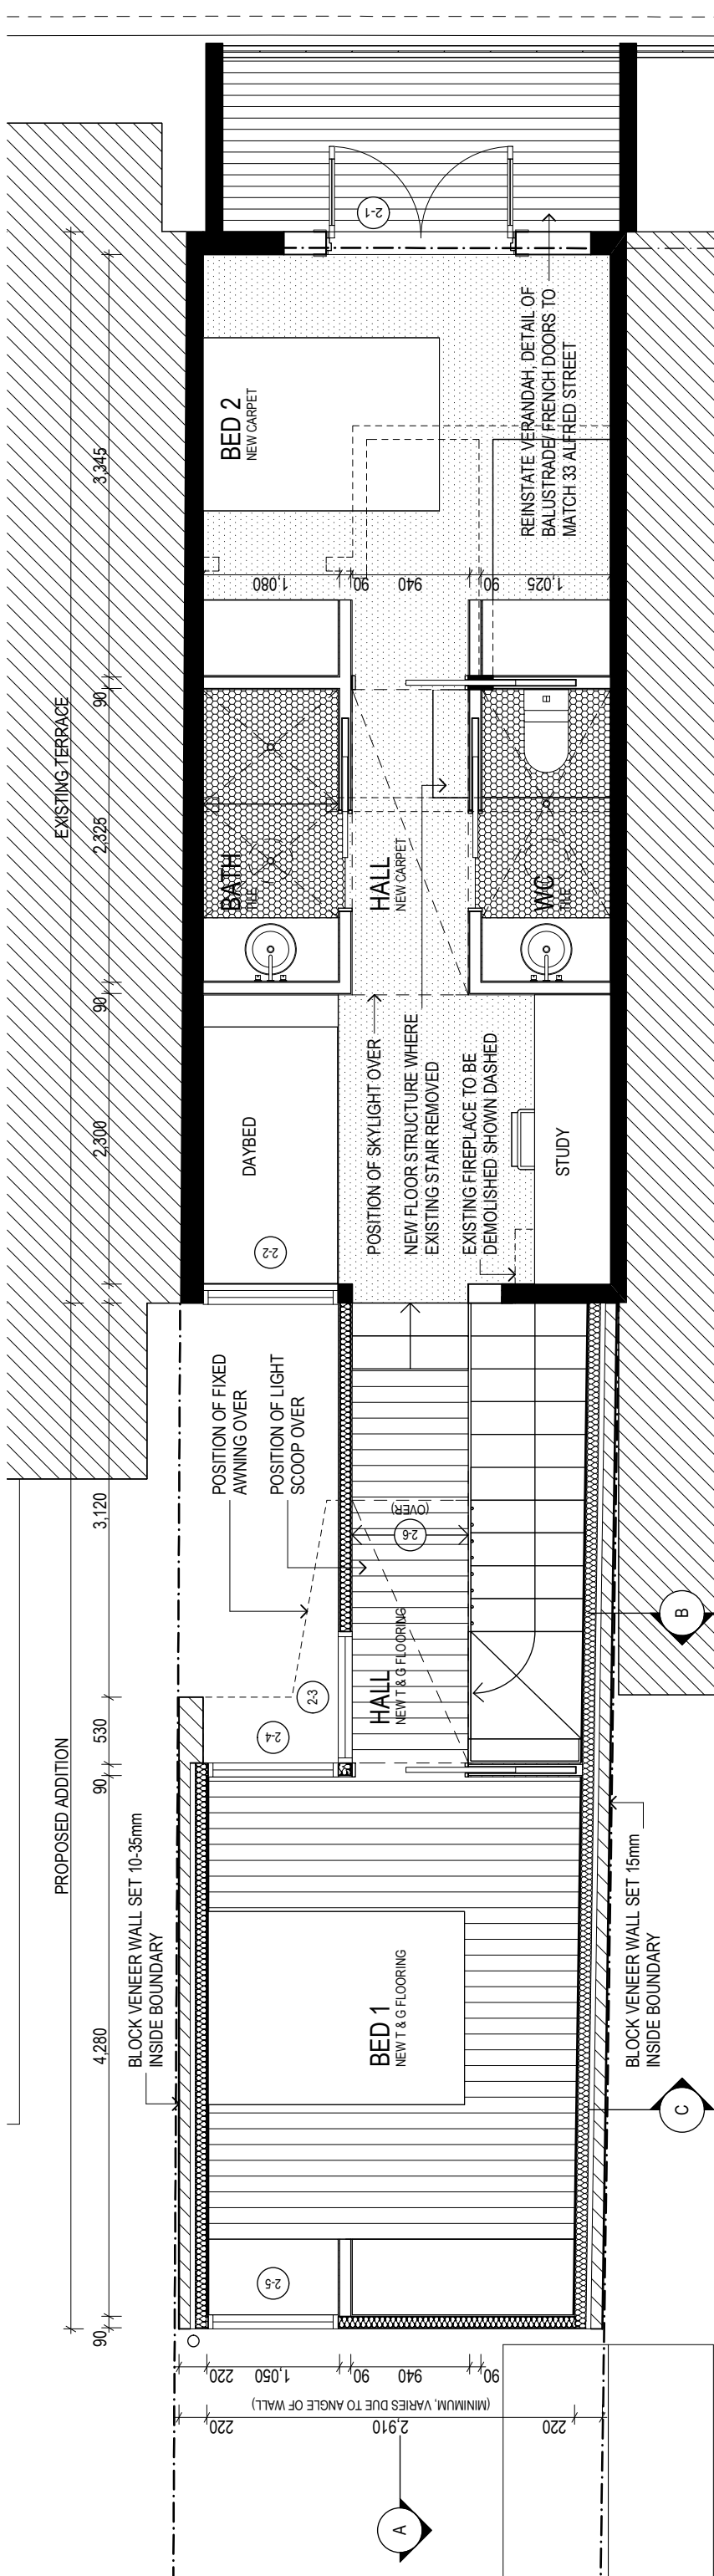 EXISTING TERRACE
PROPOSED ADDITION
90
4,280
90
530
3,120
2,300
90
2,325
90
3,345
BLOCK VENEER WALL SET 10-35mm
INSIDE BOUNDARY
POSITION OF FIXED
AWNING OVER
POSITION OF LIGHT
SCOOP OVER
DAYBED
BATH
TILE
BED 2
NEW CARPET
2-1
2-2
2-3
2-4
2-5
2-6
(OVER)
1,080
90
940
90
1,025
BED 1
NEW T & G FLOORING
HALL
NEW T & G FLOORING
HALL
NEW CARPET
POSITION OF SKYLIGHT OVER
NEW FLOOR STRUCTURE WHERE
EXISTING STAIR REMOVED
EXISTING FIREPLACE TO BE
DEMOLISHED SHOWN DASHED
STUDY
WC
TILE
REINSTATE VERANDAH, DETAIL OF
BALUSTRADE/ FRENCH DOORS TO
MATCH 33 ALFRED STREET
BLOCK VENEER WALL SET 15mm
INSIDE BOUNDARY
220
1,050
90
940
90
(MINIMUM, VARIES DUE TO ANGLE OF WALL)
220
2,910
220
A
B
C